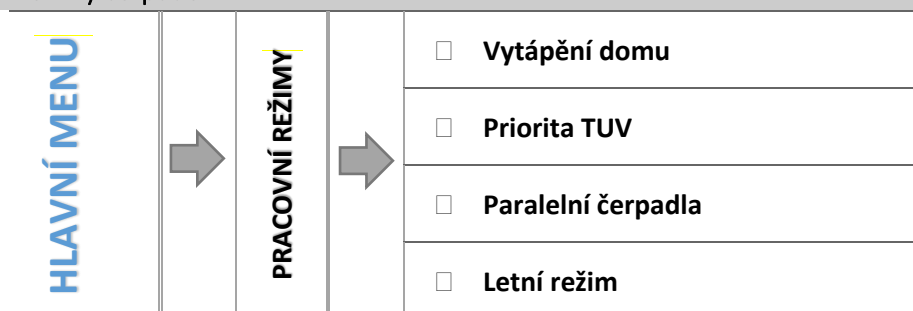 HLAVNÍ MENU
PRACOVNÍ REŽIMY
Vytápění domu
Priorita TUV
Paralelní čerpadla
Letní režim